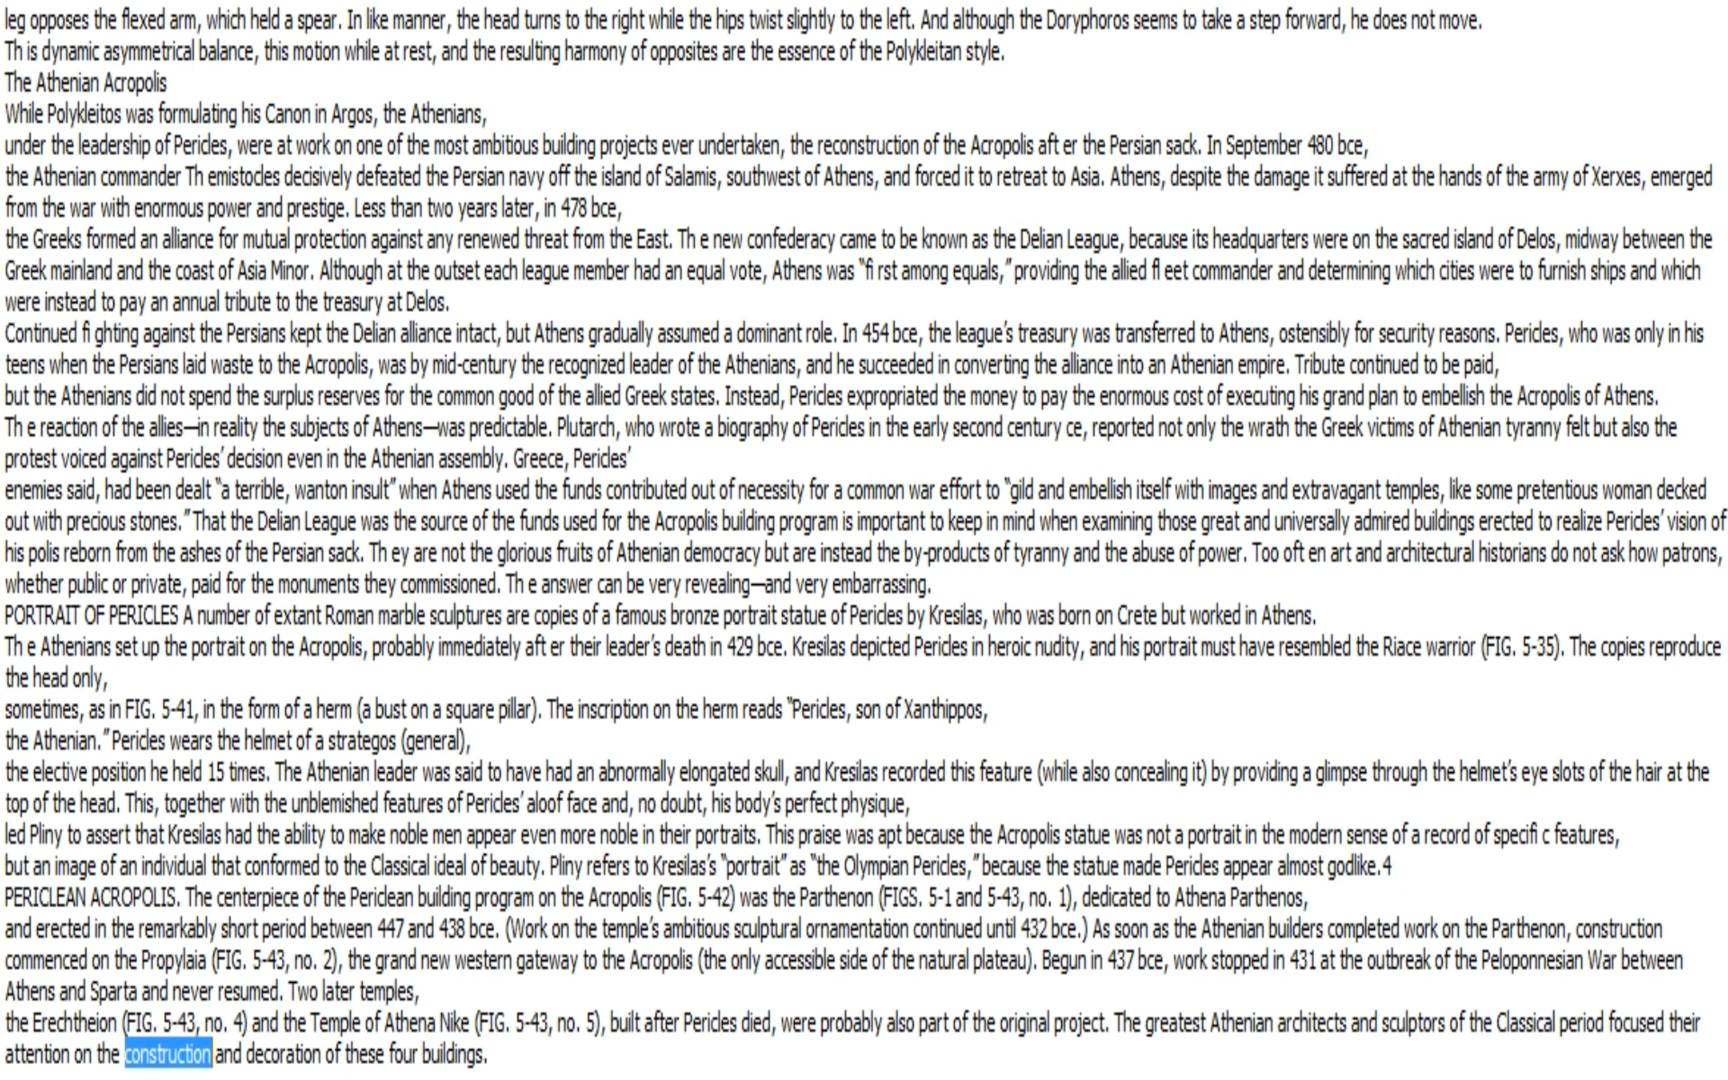 leg opposes the flexed arm, which held a spear. In like manner, the head turns to the right while the hips twist slightly to the left. And although the Doryphoros seems to take a step forward, he does not move.
Th is dynamic asymmetrical balance, this motion while at rest, and the resulting harmony of opposites are the essence of the Polykleitan style.
The Athenian Acropolis
While Polykleitos was formulating his Canon in Argos, the Athenians,
under the leadership of Pericles, were at work on one of the most ambitious building projects ever undertaken, the reconstruction of the Acropolis aft er the Persian sack. In September 480 bce,
the Athenian commander Th emistocles decisively defeated the Persian navy off the island of Salamis, southwest of Athens, and forced it to retreat to Asia. Athens, despite the damage it suffered at the hands of the army of Xerxes, emerged
from the war with enormous power and prestige. Less than two years later, in 478 bce,
the Greeks formed an alliance for mutual protection against any renewed threat from the East. Th e new confederacy came to be known as the Delian League, because its headquarters were on the sacred island of Delos, midway between the
Greek mainland and the coast of Asia Minor. Although at the outset each league member had an equal vote, Athens was “fi rst among equals,” providing the allied fl eet commander and determining which cities were to furnish ships and which
were instead to pay an annual tribute to the treasury at Delos.
Continued fi ghting against the Persians kept the Delian alliance intact, but Athens gradually assumed a dominant role. In 454 bce, the league’s treasury was transferred to Athens, ostensibly for security reasons. Pericles, who was only in his
teens when the Persians laid waste to the Acropolis, was by mid-century the recognized leader of the Athenians, and he succeeded in converting the alliance into an Athenian empire. Tribute continued to be paid,
but the Athenians did not spend the surplus reserves for the common good of the allied Greek states. Instead, Pericles expropriated the money to pay the enormous cost of executing his grand plan to embellish the Acropolis of Athens.
Th e reaction of the allies—in reality the subjects of Athens—was predictable. Plutarch, who wrote a biography of Pericles in the early second century ce, reported not only the wrath the Greek victims of Athenian tyranny felt but also the
protest voiced against Pericles’ decision even in the Athenian assembly. Greece, Pericles’
enemies said, had been dealt “a terrible, wanton insult” when Athens used the funds contributed out of necessity for a common war effort to “gild and embellish itself with images and extravagant temples, like some pretentious woman decked
out with precious stones.” That the Delian League was the source of the funds used for the Acropolis building program is important to keep in mind when examining those great and universally admired buildings erected to realize Pericles’ vision of
his polis reborn from the ashes of the Persian sack. Th ey are not the glorious fruits of Athenian democracy but are instead the by-products of tyranny and the abuse of power. Too oft en art and architectural historians do not ask how patrons,
whether public or private, paid for the monuments they commissioned. Th e answer can be very revealing—and very embarrassing.
PORTRAIT OF PERICLES A number of extant Roman marble sculptures are copies of a famous bronze portrait statue of Pericles by Kresilas, who was born on Crete but worked in Athens.
Th e Athenians set up the portrait on the Acropolis, probably immediately aft er their leader’s death in 429 bce. Kresilas depicted Pericles in heroic nudity, and his portrait must have resembled the Riace warrior (FIG. 5-35). The copies reproduce
the head only,
sometimes, as in FIG. 5-41, in the form of a herm (a bust on a square pillar). The inscription on the herm reads “Pericles, son of Xanthippos,
the Athenian.” Pericles wears the helmet of a strategos (general),
the elective position he held 15 times. The Athenian leader was said to have had an abnormally elongated skull, and Kresilas recorded this feature (while also concealing it) by providing a glimpse through the helmet’s eye slots of the hair at the
top of the head. This, together with the unblemished features of Pericles’ aloof face and, no doubt, his body’s perfect physique,
led Pliny to assert that Kresilas had the ability to make noble men appear even more noble in their portraits. This praise was apt because the Acropolis statue was not a portrait in the modern sense of a record of specifi c features,
but an image of an individual that conformed to the Classical ideal of beauty. Pliny refers to Kresilas’s “portrait” as “the Olympian Pericles,” because the statue made Pericles appear almost godlike.4
PERICLEAN ACROPOLIS. The centerpiece of the Periclean building program on the Acropolis (FIG. 5-42) was the Parthenon (FIGS. 5-1 and 5-43, no. 1), dedicated to Athena Parthenos,
and erected in the remarkably short period between 447 and 438 bce. (Work on the temple’s ambitious sculptural ornamentation continued until 432 bce.) As soon as the Athenian builders completed work on the Parthenon, construction
commenced on the Propylaia (FIG. 5-43, no. 2), the grand new western gateway to the Acropolis (the only accessible side of the natural plateau). Begun in 437 bce, work stopped in 431 at the outbreak of the Peloponnesian War between
Athens and Sparta and never resumed. Two later temples,
the Erechtheion (FIG. 5-43, no. 4) and the Temple of Athena Nike (FIG. 5-43, no. 5), built after Pericles died, were probably also part of the original project. The greatest Athenian architects and sculptors of the Classical period focused their
attention on the construction and decoration of these four buildings.